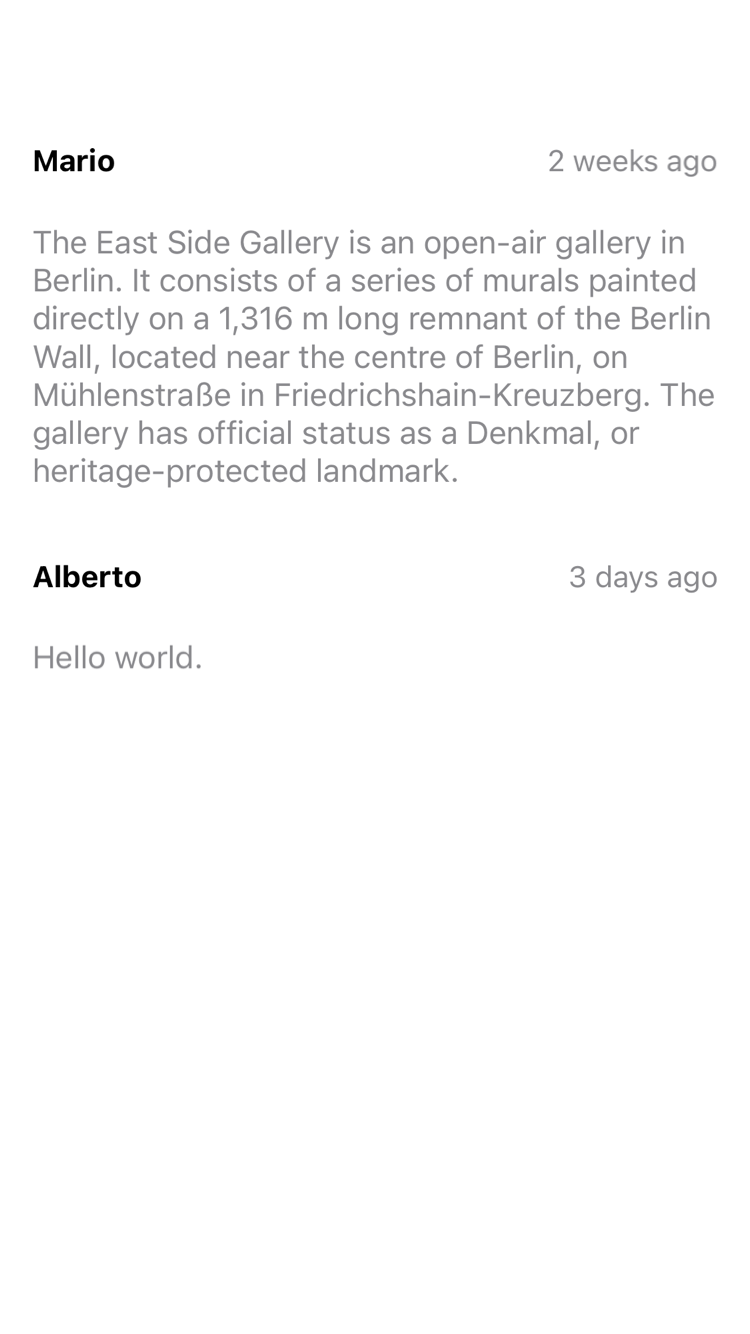 Mario 2 weeks ago
The East Side Gallery is an open-air gallery in
Berlin. It consists of a series of murals painted
directly on a 1,316 m long remnant of the Berlin
Wall, located near the centre of Berlin, on
Mühlenstraße in Friedrichshain-Kreuzberg. The
gallery has official status as a Denkmal, or
heritage-protected landmark.
Alberto 3 days ago
Hello world.